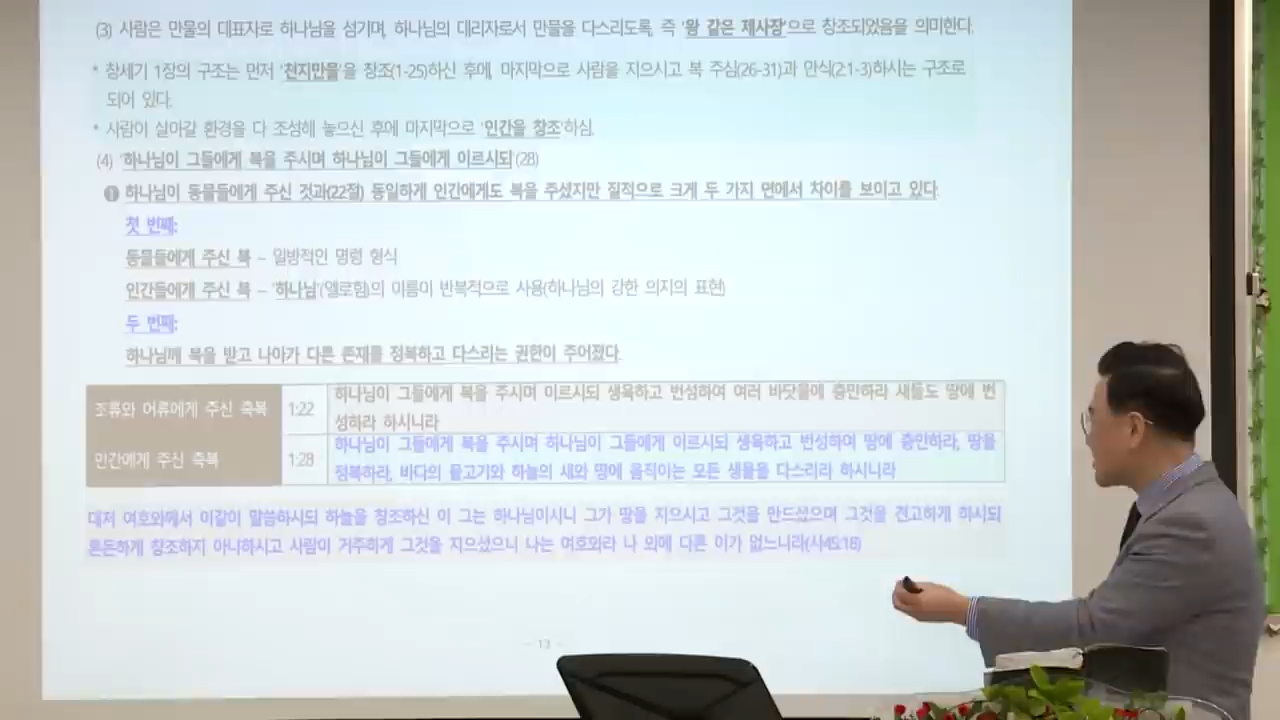 (3) 사람은 만물의 대표자로 하나님을 섬기며, 하나님의 대리자로서 만물을 다스리도록, 즉 '왕 같은 제사장'으로 창조되었음을 의미한다.
* 창세기 1장의 구조는 먼저 '천지만물'을 창조(1-25)하신 후에, 마지막으로 사람을 지으시고 복 주심(26-31)과 안식(2:1-3)하시는 구조로
되어 있다.
* 사람이 살아갈 환경을 다 조성해 놓으신 후에 마지막으로 '인간을 창조'하심.
(4) '하나님이 그들에게 복을 주시며 하나님이 그들에게 이르시되'(28)
❶ 하나님이 동물들에게 주신 것과(22절) 동일하게 인간에게도 복을 주셨지만 질적으로 크게 두 가지 면에서 차이를 보이고 있다.
첫 번째:
동물들에게 주신 복 – 일방적인 명령 형식
인간들에게 주신 복 – '하나님'(엘로힘)의 이름이 반복적으로 사용(하나님의 강한 의지의 표현)
두 번째:
하나님께 복을 받고 나아가 다른 존재를 정복하고 다스리는 권한이 주어졌다.
조류와 어류에게 주신 축복 1:22 하나님이 그들에게 복을 주시며 이르시되 생육하고 번성하여 여러 바닷물에 충만하라 새들도 땅에 번
성하라 하시니라
인간에게 주신 축복 1:28 하나님이 그들에게 복을 주시며 하나님이 그들에게 이르시되 생육하고 번성하여 땅에 충만하라, 땅을
정복하라, 바다의 물고기와 하늘의 새와 땅에 움직이는 모든 생물을 다스리라 하시니라
대저 여호와께서 이같이 말씀하시되 하늘을 창조하신 이 그는 하나님이시니 그가 땅을 지으시고 그것을 만드셨으며 그것을 견고하게 하시되
혼돈하게 창조하지 아니하시고 사람이 거주하게 그것을 지으셨으니 나는 여호와라 나 외에 다른 이가 없느니라(사45:18)
- 13 -